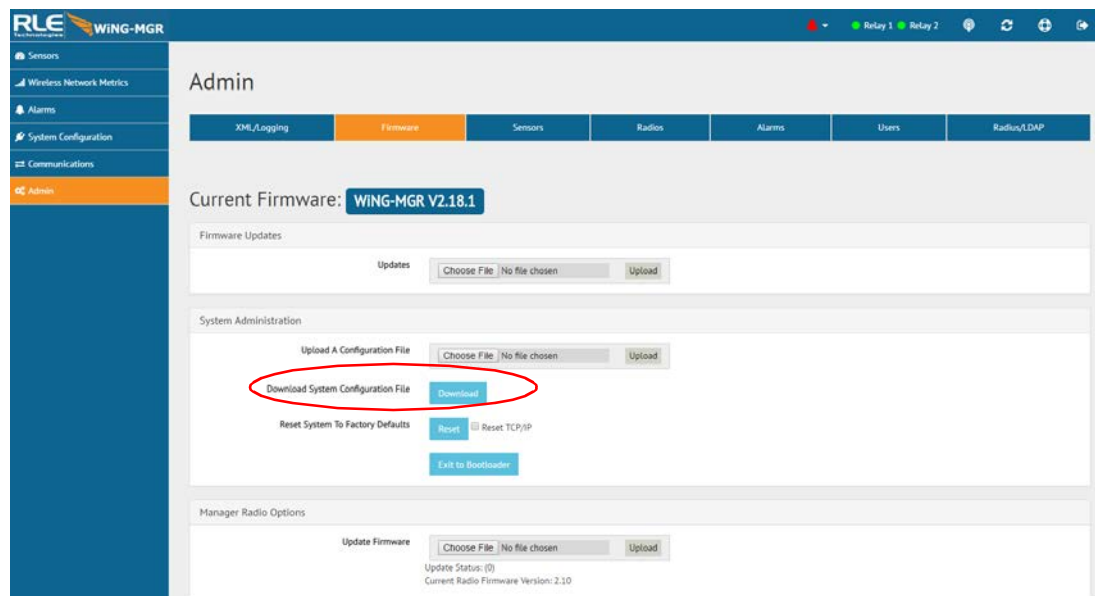 RLE WiNG-MGR
Technologies
Relay 1 Relay 2
Sensors
Wireless Network Metrics
Alarms
System Configuration
Communications
Admin
Admin
XML/Logging Firmware Sensors Radios Alarms Users Radius/LDAP
Current Firmware: WiNG-MGR V2.18.1
Firmware Updates
Updates Choose File No file chosen Upload
System Administration
Upload A Configuration File Choose File No file chosen Upload
Download System Configuration File Download
Reset System To Factory Defaults Reset Reset TCP/IP
Exit to Bootloader
Manager Radio Options
Update Firmware Choose File No file chosen Upload
Update Status: (0)
Current Radio Firmware Version: 2.10